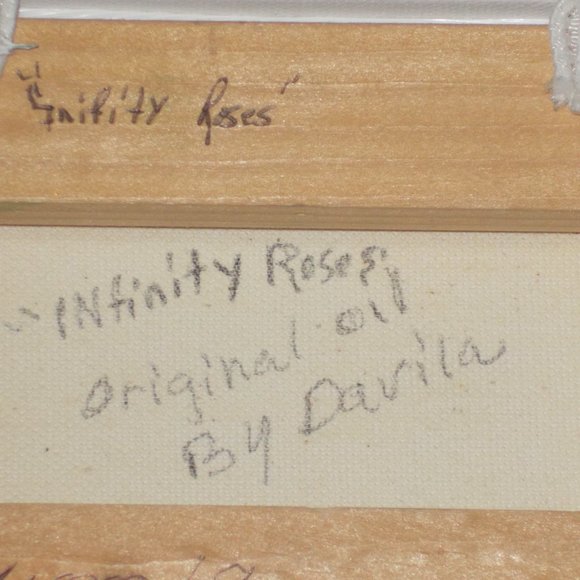 "Infinity Roses"
"INfinity Roses,
original oil
By Davila